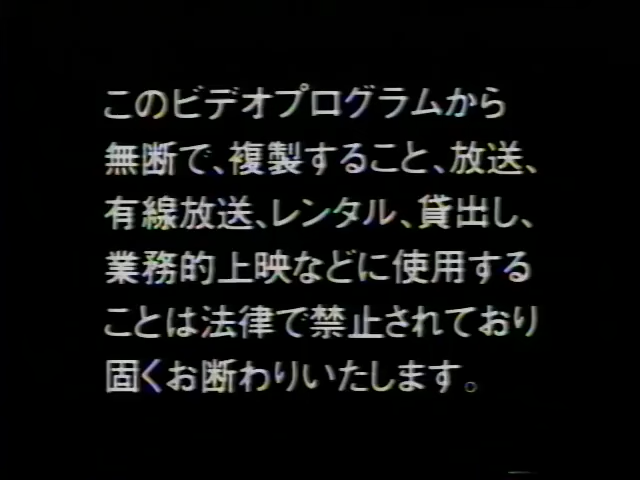 このビデオプログラムから
無断で、複製すること、放送、
有線放送、レンタル、貸出し、
業務的上映などに使用する
ことは法律で禁止されており
固くお断わりいたします。